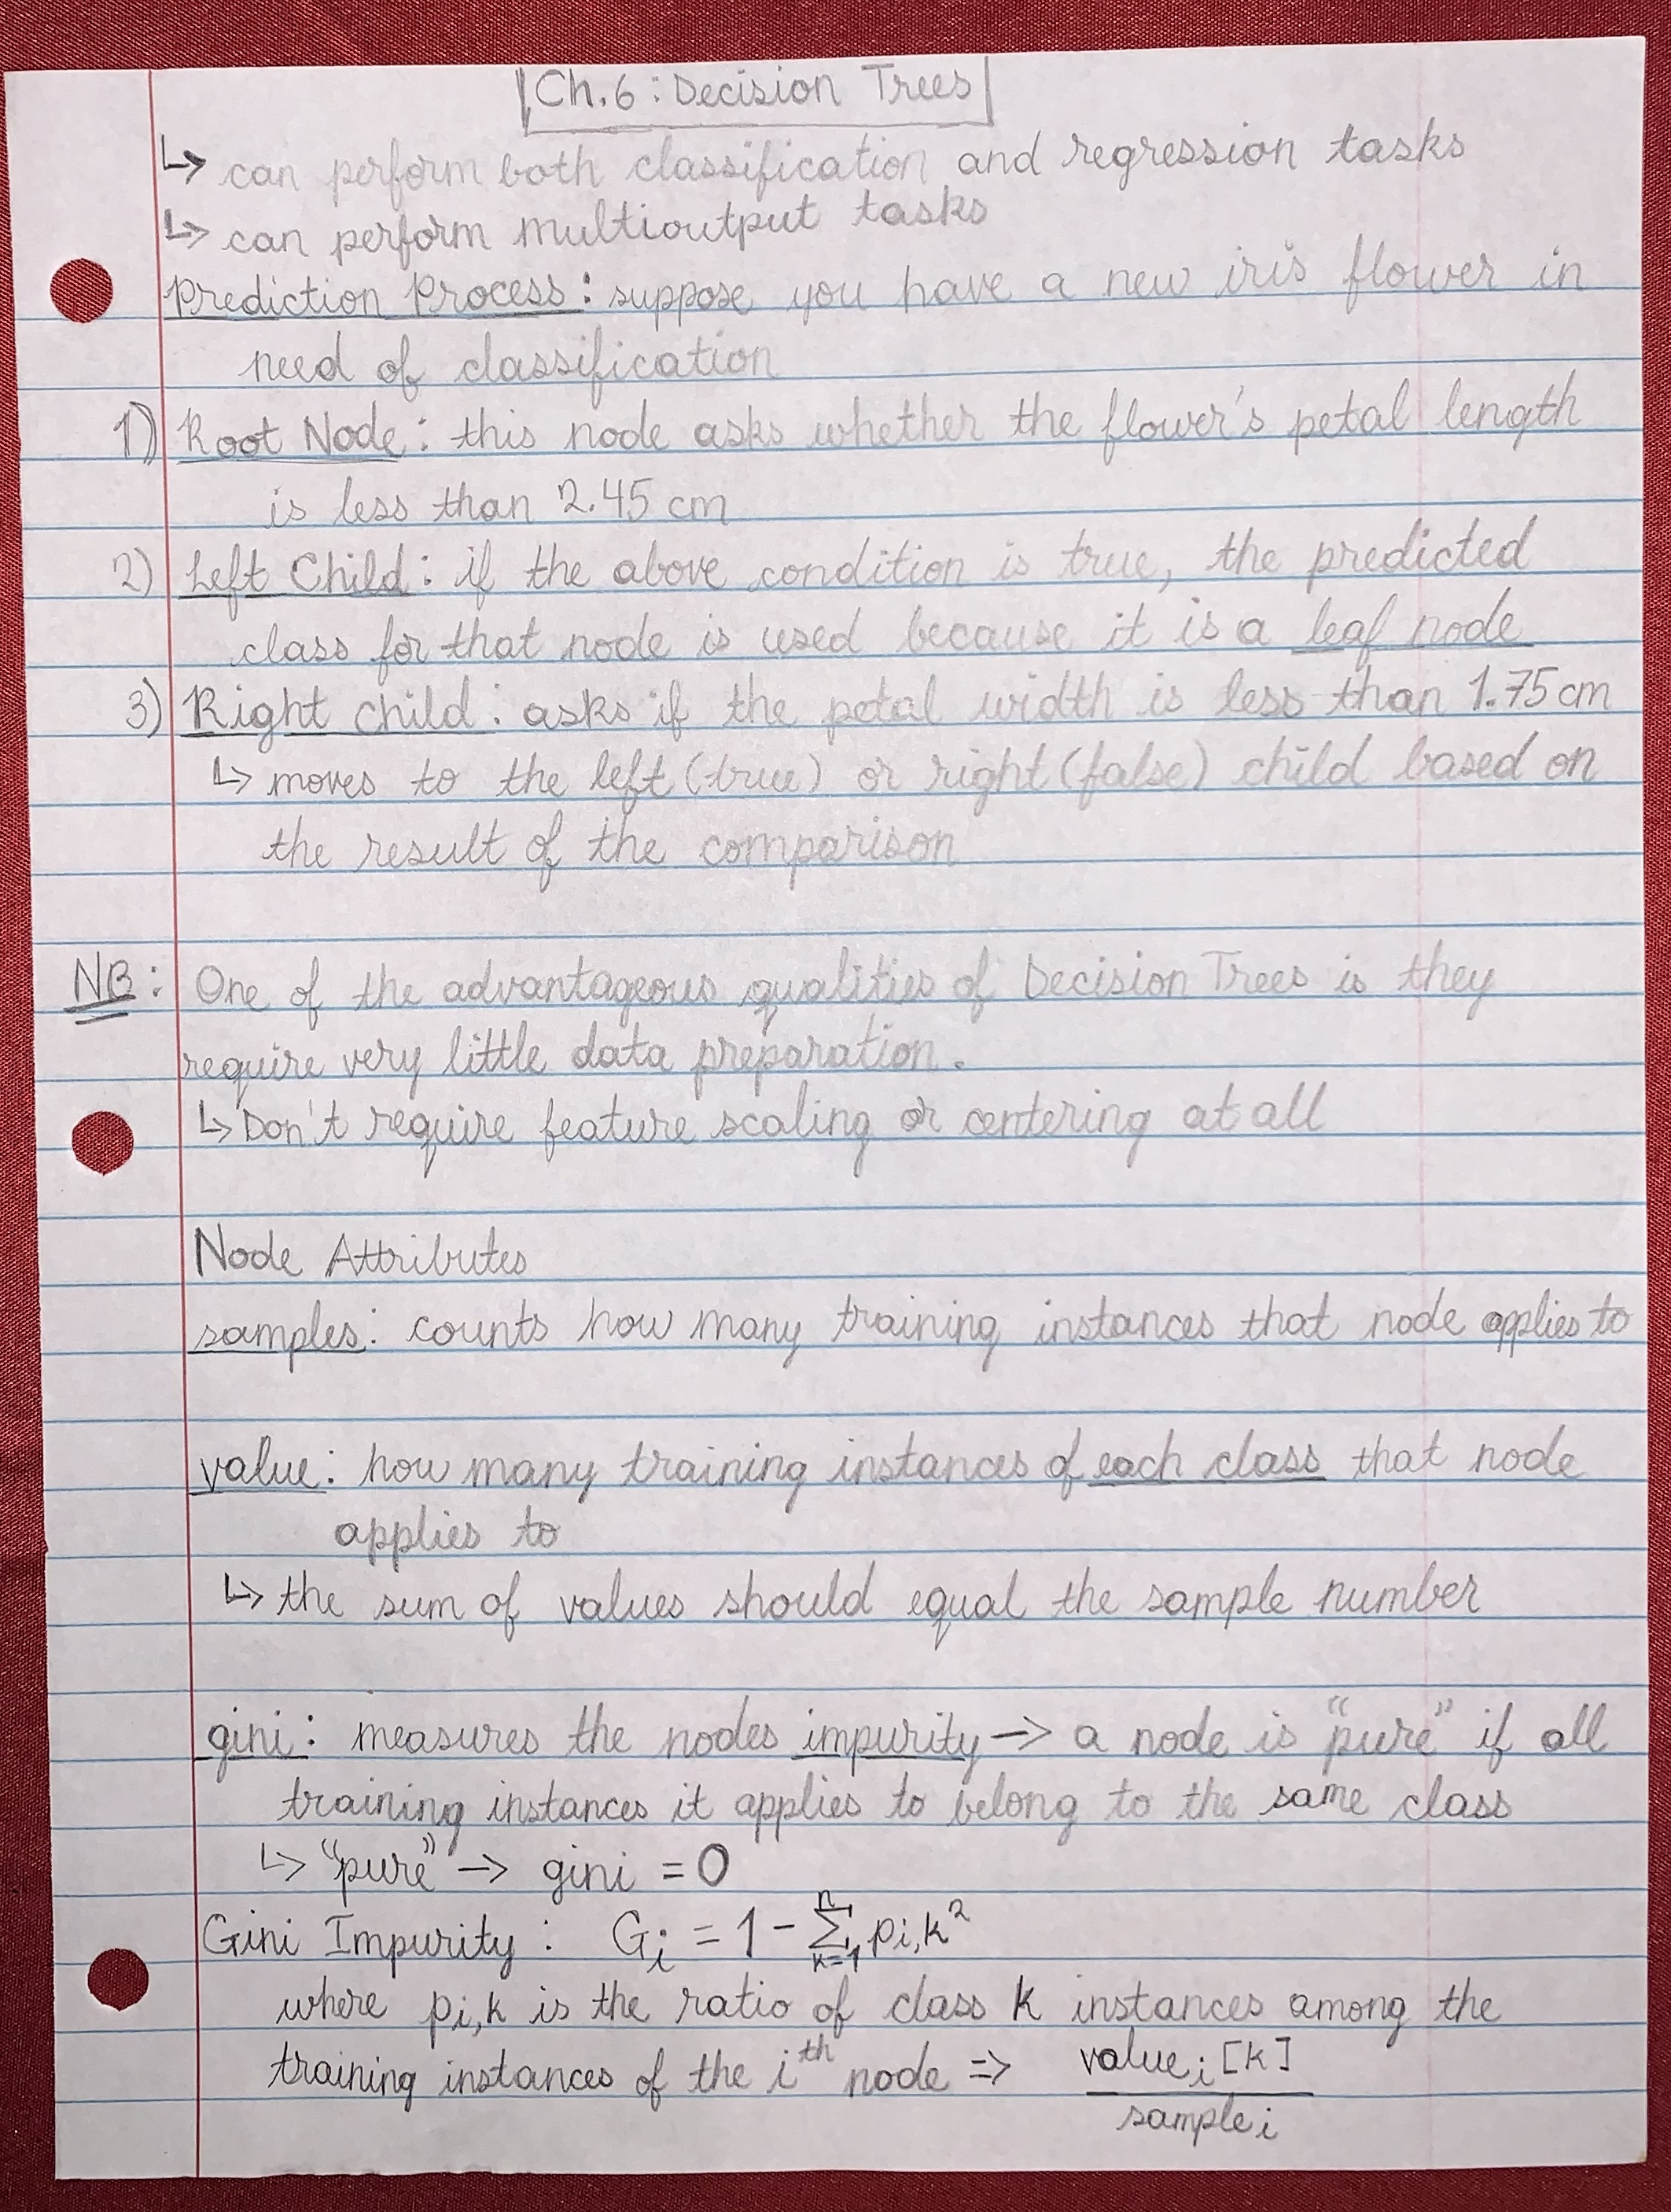 Ch.6: Decision Trees
↳ can perform both classification and regression tasks
↳ can perform multioutput tasks
Prediction Process: suppose you have a new iris flower in
need of classification
1) Root Node: this node asks whether the flower's petal length
is less than 2.45 cm
2) Left Child: if the above condition is true, the predicted
class for that node is used because it is a leaf node
3) Right child: asks if the petal width is less than 1.75 cm
↳ moves to the left (true) or right (false) child based on
the result of the comparison
NB: One of the advantageous qualities of Decision Trees is they
require very little data preparation.
↳ Don't require feature scaling or centering at all
Node Attributes
samples: counts how many training instances that node applies to
value: how many training instances of each class that node
applies to
↳ the sum of values should equal the sample number
gini: measures the nodes impurity → a node is "pure" if all
training instances it applies to belong to the same class
↳ "pure" → gini = 0
Gini Impurity: G_i = 1 - Σ_{k=1}^{n} p_{i,k}^2
where p_{i,k} is the ratio of class k instances among the
training instances of the i^th node ⇒ value_i [k] / sample_i